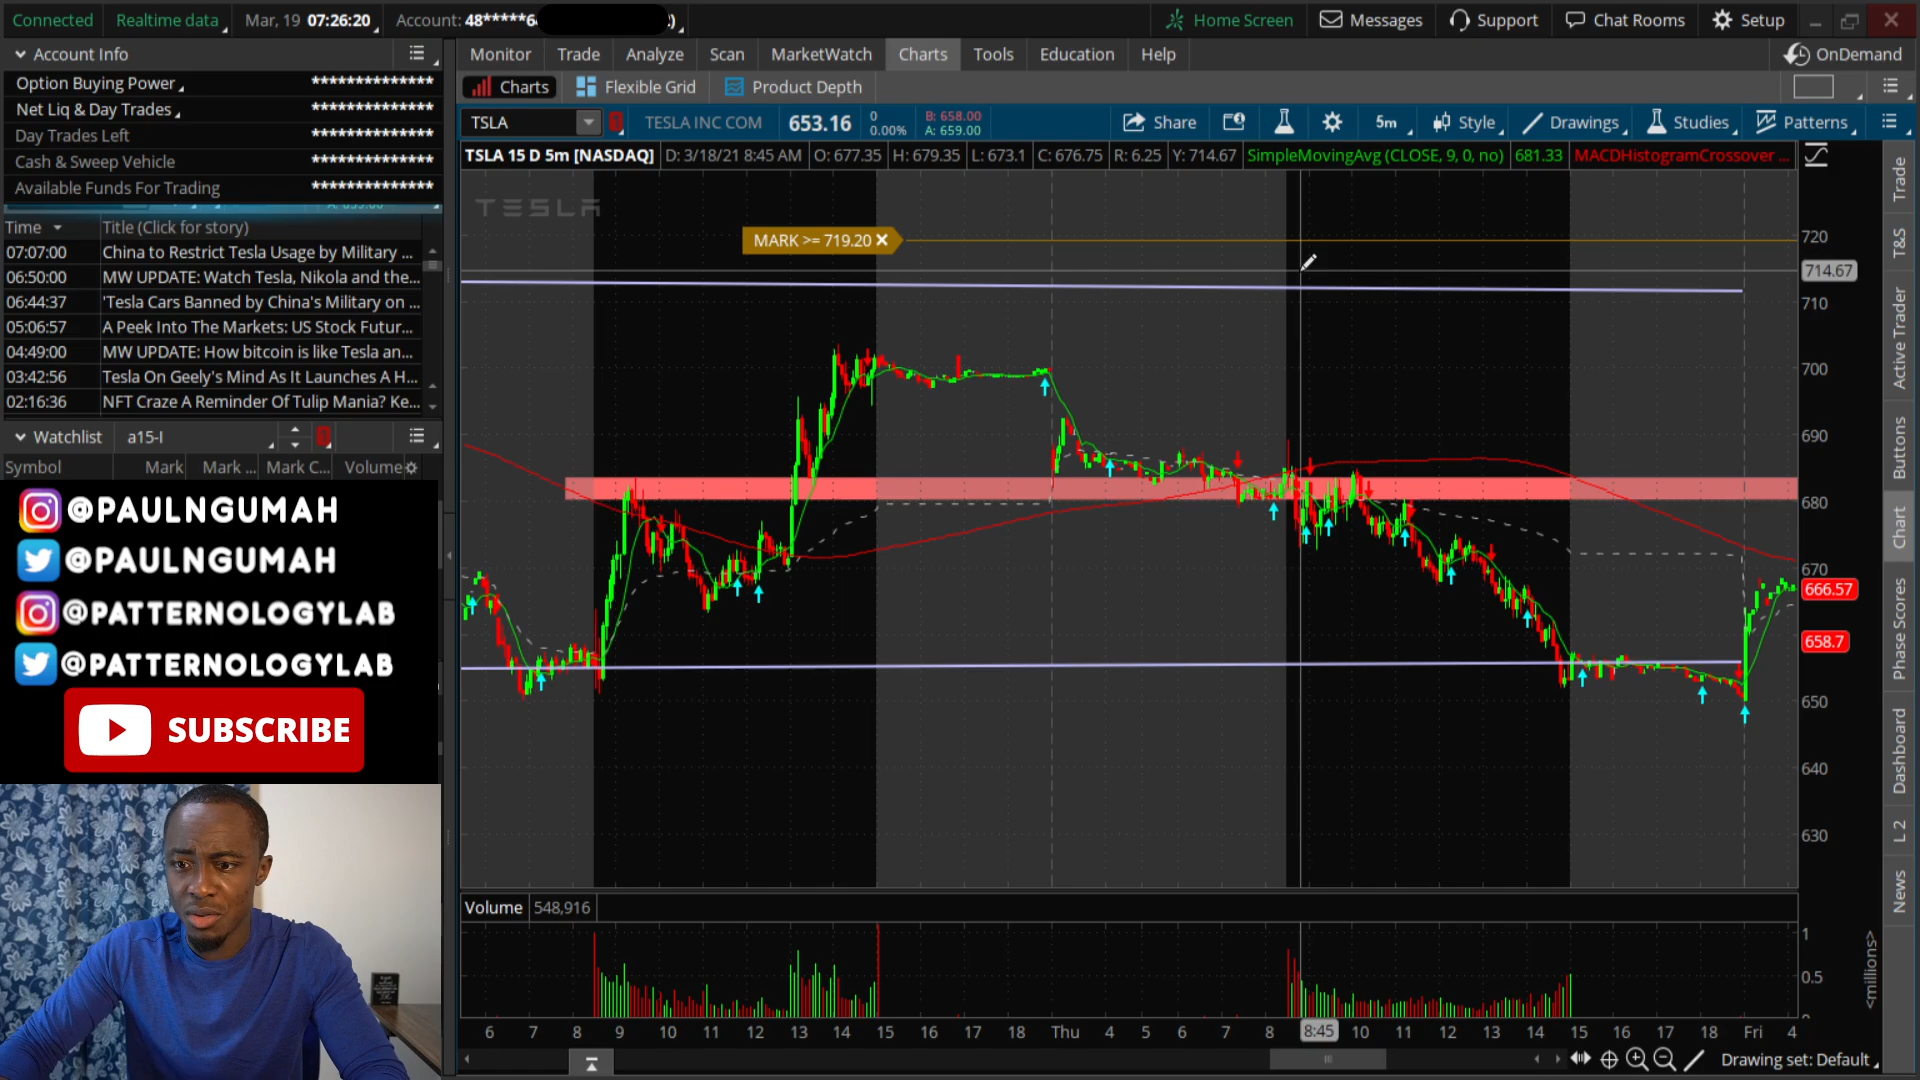 Connected Realtime data Mar, 19 07:26:20 Account: 48*****6
Home Screen Messages Support Chat Rooms Setup
Account Info
Option Buying Power **************
Net Liq & Day Trades **************
Day Trades Left **************
Cash & Sweep Vehicle **************
Available Funds For Trading **************
Monitor Trade Analyze Scan MarketWatch Charts Tools Education Help OnDemand
Charts Flexible Grid Product Depth
TSLA TESLA INC COM 653.16 0 0.00% B: 658.00 A: 659.00 Share 5m Style Drawings Studies Patterns
TSLA 15 D 5m [NASDAQ] D: 3/18/21 8:45 AM O: 677.35 H: 679.35 L: 673.1 C: 676.75 R: 6.25 Y: 714.67 SimpleMovingAvg (CLOSE, 9, 0, no) 681.33 MACDHistogramCrossover ...
Time Title (Click for story)
07:07:00 China to Restrict Tesla Usage by Military ...
06:50:00 MW UPDATE: Watch Tesla, Nikola and the...
06:44:37 'Tesla Cars Banned by China's Military on ...
05:06:57 A Peek Into The Markets: US Stock Futur...
04:49:00 MW UPDATE: How bitcoin is like Tesla an...
03:42:56 Tesla On Geely's Mind As It Launches A H...
02:16:36 NFT Craze A Reminder Of Tulip Mania? Ke...
Watchlist a15-I
Symbol Mark Mark ... Mark C... Volume
@PAULNGUMAH
@PAULNGUMAH
@PATTERNOLOGYLAB
@PATTERNOLOGYLAB
SUBSCRIBE
TESLA
MARK >= 719.20
720
714.67
710
700
690
680
670
666.57
658.7
650
640
630
Volume 548,916
1
0.5
<millions>
6 7 8 9 10 11 12 13 14 15 16 17 18 Thu 4 5 6 7 8 8:45 10 11 12 13 14 15 16 17 18 Fri 4
Drawing set: Default
Trade
T&S
Active Trader
Buttons
Chart
Phase Scores
Dashboard
L 2
News